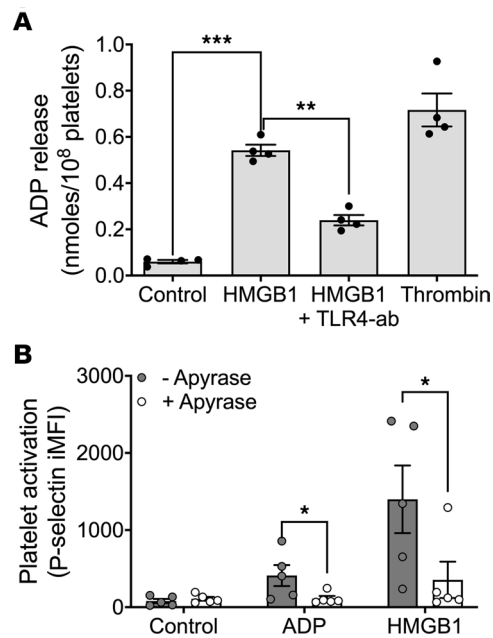 A
ADP release
(nmoles/10⁸ platelets)
1.0
0.8
0.6
0.4
0.2
0.0
***
**
Control
HMGB1
HMGB1
+ TLR4-ab
Thrombin
B
Platelet activation
(P-selectin iMFI)
3000
2000
1000
0
- Apyrase
+ Apyrase
*
*
Control
ADP
HMGB1